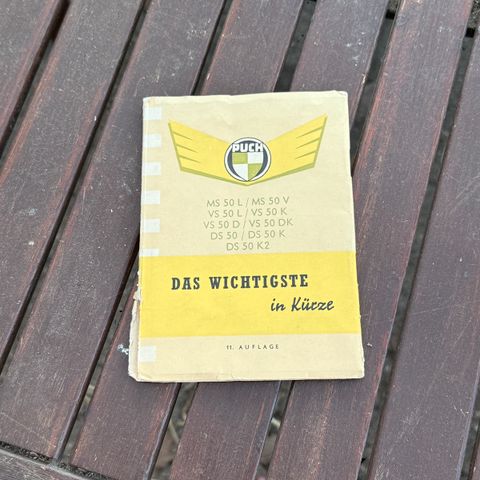 PUCH
MS 50 L / MS 50 V
VS 50 L / VS 50 K
VS 50 D / VS 50 DK
DS 50 / DS 50 K
DS 50 K2
DAS WICHTIGSTE
in Kürze
11. AUFLAGE